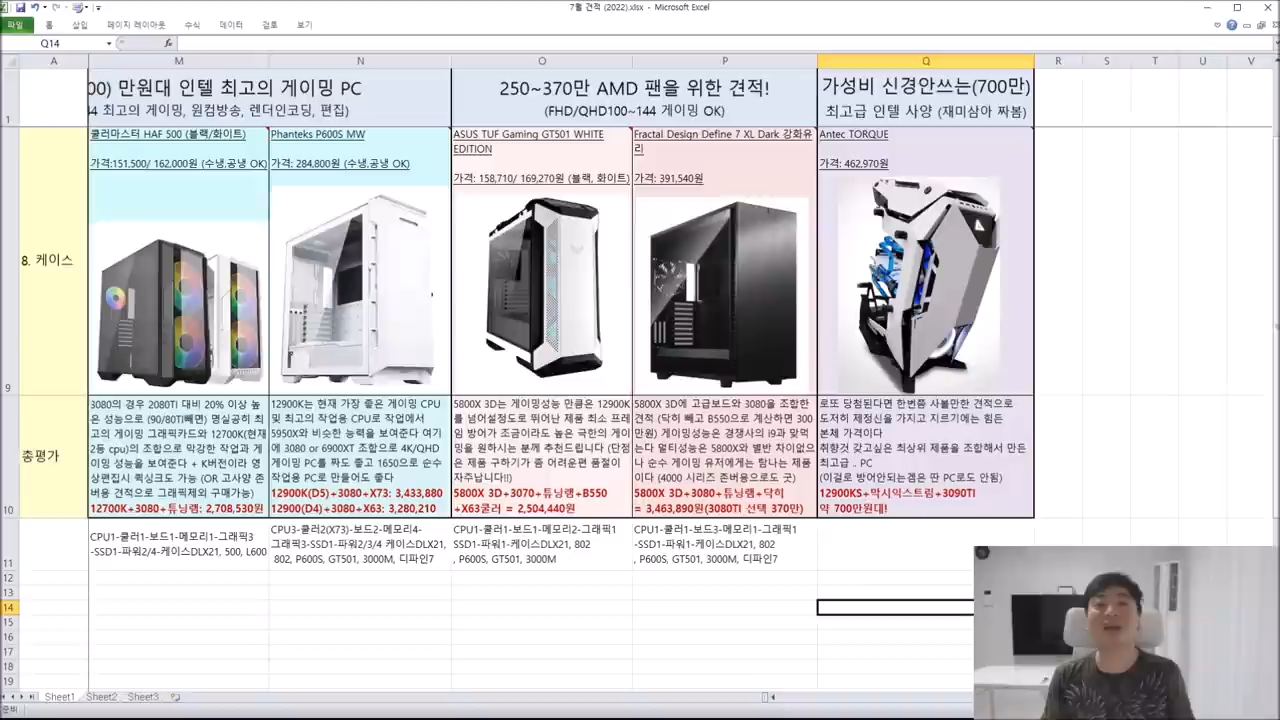 7월 견적 (2022).xlsx - Microsoft Excel
파일 홈 삽입 페이지 레이아웃 수식 데이터 검토 보기
Q14 fx
A M N O P Q R S T U V
1
00) 만원대 인텔 최고의 게이밍 PC
4 최고의 게이밍, 원컴방송, 렌더인코딩, 편집)
250~370만 AMD 팬을 위한 견적!
(FHD/QHD100~144 게이밍 OK)
가성비 신경안쓰는(700만)
최고급 인텔 사양 (재미삼아 짜봄)
8. 케이스
9
쿨러마스터 HAF 500 (블랙/화이트)
가격:151,500/ 162,000원 (수냉,공냉 OK)
Phanteks P600S MW
가격: 284,800원 (수냉,공냉 OK)
ASUS TUF Gaming GT501 WHITE
EDITION
가격: 158,710/ 169,270원 (블랙, 화이트)
Fractal Design Define 7 XL Dark 강화유
리
가격: 391,540원
Antec TORQUE
가격: 462,970원
총평가
10
3080의 경우 2080TI 대비 20% 이상 높
은 성능으로 (90/80TI빼면) 명실공히 최
고의 게이밍 그래픽카드와 12700K(현재
2등 cpu)의 조합으로 막강한 작업과 게
이밍 성능을 보여준다 + K버전이라 영
상편집시 퀵싱크도 가능 (OR 고사양 존
버용 견적으로 그래픽제외 구매가능)
12700K+3080+튜닝램: 2,708,530원
12900K는 현재 가장 좋은 게이밍 CPU
및 최고의 작업용 CPU로 작업에서
5950X와 비슷한 능력을 보여준다 여기
에 3080 or 6900XT 조합으로 4K/QHD
게이밍 PC를 짜도 좋고 1650으로 순수
작업용 PC로 만들어도 좋다
12900K(D5)+3080+X73: 3,433,880
12900(D4)+3080+X63: 3,280,210
5800X 3D는 게이밍성능 만큼은 12900K
를 넘어설정도로 뛰어난 제품 최소 프레
임 방어가 조금이라도 높은 극한의 게이
밍을 원하시는 분께 추천드립니다 (단점
은 제품 구하기가 좀 어려운편 품절이
자주납니다!)
5800X 3D+3070+튜닝램+B550
+X63쿨러 = 2,504,440원
5800X 3D에 고급보드와 3080을 조합한
견적 (닥히 빼고 B550으로 계산하면 300
만원) 게이밍성능은 경쟁사의 i9과 맞먹
는다 멀티성능은 5800X와 별반 차이없으
나 순수 게이밍 유저에게는 탐나는 제품
이다 (4000 시리즈 존버용으로도 굿)
5800X 3D+3080+튜닝램+닥히
= 3,463,890원(3080TI 선택 370만)
로또 당첨된다면 한번쯤 사볼만한 견적으로
도저히 제정신을 가지고 지르기에는 힘든
본체 가격이다
취향껏 갖고싶은 최상위 제품을 조합해서 만든
최고급 .. PC
(이걸로 방어안되는겜은 딴 PC로도 안됨)
12900KS+막시익스트림+3090TI
약 700만원대!
11
CPU1-쿨러1-보드1-메모리1-그래픽3
-SSD1-파워2/4-케이스DLX21, 500, L600
CPU3-쿨러2(X73)-보드2-메모리4-
그래픽3-SSD1-파워2/3/4 케이스DLX21,
802, P600S, GT501, 3000M, 디파인7
CPU1-쿨러1-보드1-메모리2-그래픽1
SSD1-파워1-케이스DLX21, 802
, P600S, GT501, 3000M
CPU1-쿨러1-보드3-메모리1-그래픽1
SSD1-파워1-케이스DLX21, 802
, P600S, GT501, 3000M, 디파인7
12
13
14
15
16
17
18
19
Sheet1 Sheet2 Sheet3
준비